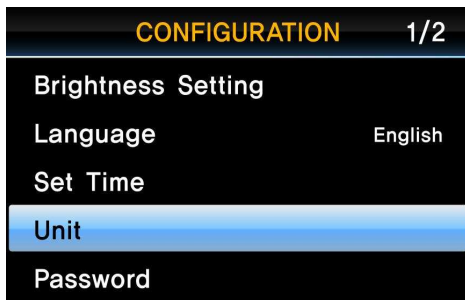 CONFIGURATION 1/2
Brightness Setting
Language English
Set Time
Unit
Password